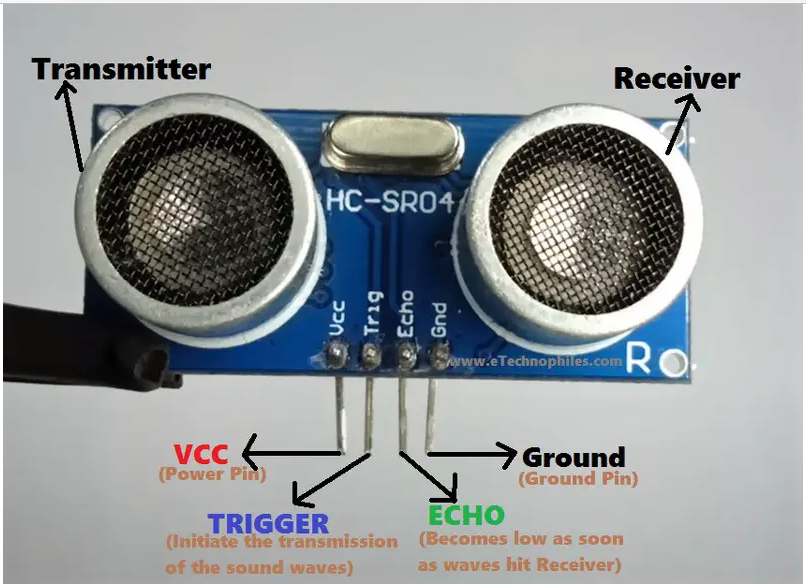 Transmitter
Receiver
HC-SR04
Vcc
Trig
Echo
Gnd
www.eTechnophiles.com
R
VCC
(Power Pin)
Ground
(Ground Pin)
TRIGGER
(Initiate the transmission
of the sound waves)
ECHO
(Becomes low as soon
as waves hit Receiver)